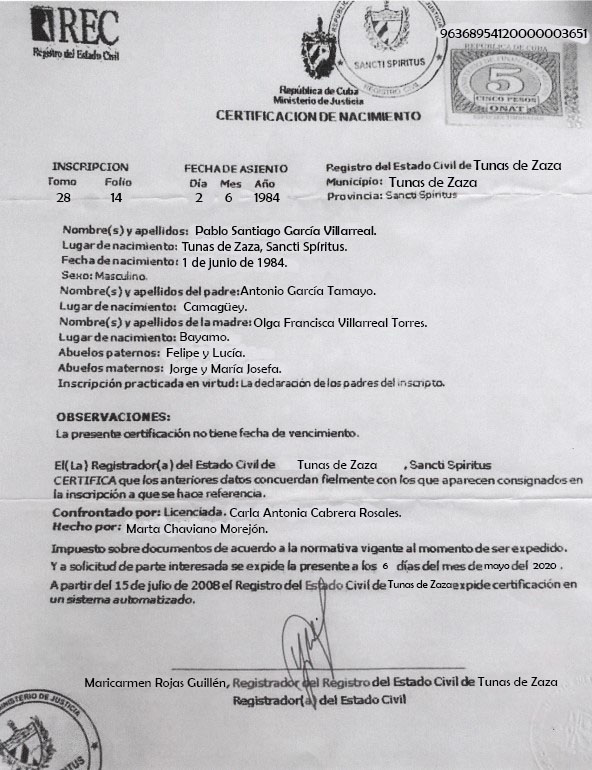 REC
Registro del Estado Civil
REPÚBLICA DE CUBA
SANCTI SPIRITUS
REGISTRO CIVIL
96368954120000003651
REPUBLICA DE CUBA
5
CINCO PESOS
ONAT
República de Cuba
Ministerio de Justicia
CERTIFICACION DE NACIMIENTO
INSCRIPCION
Tomo Folio
28 14
FECHA DE ASIENTO
Dia Mes Año
2 6 1984
Registro del Estado Civil de Tunas de Zaza
Municipio: Tunas de Zaza
Provincia: Sancti Spiritus
Nombre(s) y apellidos: Pablo Santiago García Villarreal.
Lugar de nacimiento: Tunas de Zaza, Sancti Spíritus.
Fecha de nacimiento: 1 de junio de 1984.
Sexo: Masculino.
Nombre(s) y apellidos del padre: Antonio García Tamayo.
Lugar de nacimiento: Camagüey.
Nombre(s) y apellidos de la madre: Olga Francisca Villarreal Torres.
Lugar de nacimiento: Bayamo.
Abuelos paternos: Felipe y Lucía.
Abuelos maternos: Jorge y María Josefa.
Inscripción practicada en virtud: La declaración de los padres del inscripto.
OBSERVACIONES:
La presente certificación no tiene fecha de vencimiento.
El( La) Registrador(a) del Estado Civil de Tunas de Zaza , Sancti Spiritus
CERTIFICA que los anteriores datos concuerdan fielmente con los que aparecen consignados en
la inscripción a que se hace referencia.
Confrontado por: Licenciada. Carla Antonia Cabrera Rosales.
Hecho por: Marta Chaviano Morejón.
Impuesto sobre documentos de acuerdo a la normativa vigente al momento de ser expedido.
Y a solicitud de parte interesada se expide la presente a los 6 días del mes de mayo del 2020 .
A partir del 15 de julio de 2008 el Registro del Estado Civil de Tunas de Zaza expide certificación en
un sistema automatizado.
Maricarmen Rojas Guillén, Registrador del Registro del Estado Civil de Tunas de Zaza
Registrador(a) del Estado Civil
MINISTERIO DE JUSTICIA
SPIRITUS